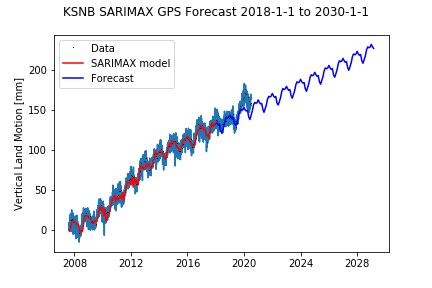 KSNB SARIMAX GPS Forecast 2018-1-1 to 2030-1-1
Data
SARIMAX model
Forecast
Vertical Land Motion [mm]
200
150
100
50
0
2008 2012 2016 2020 2024 2028